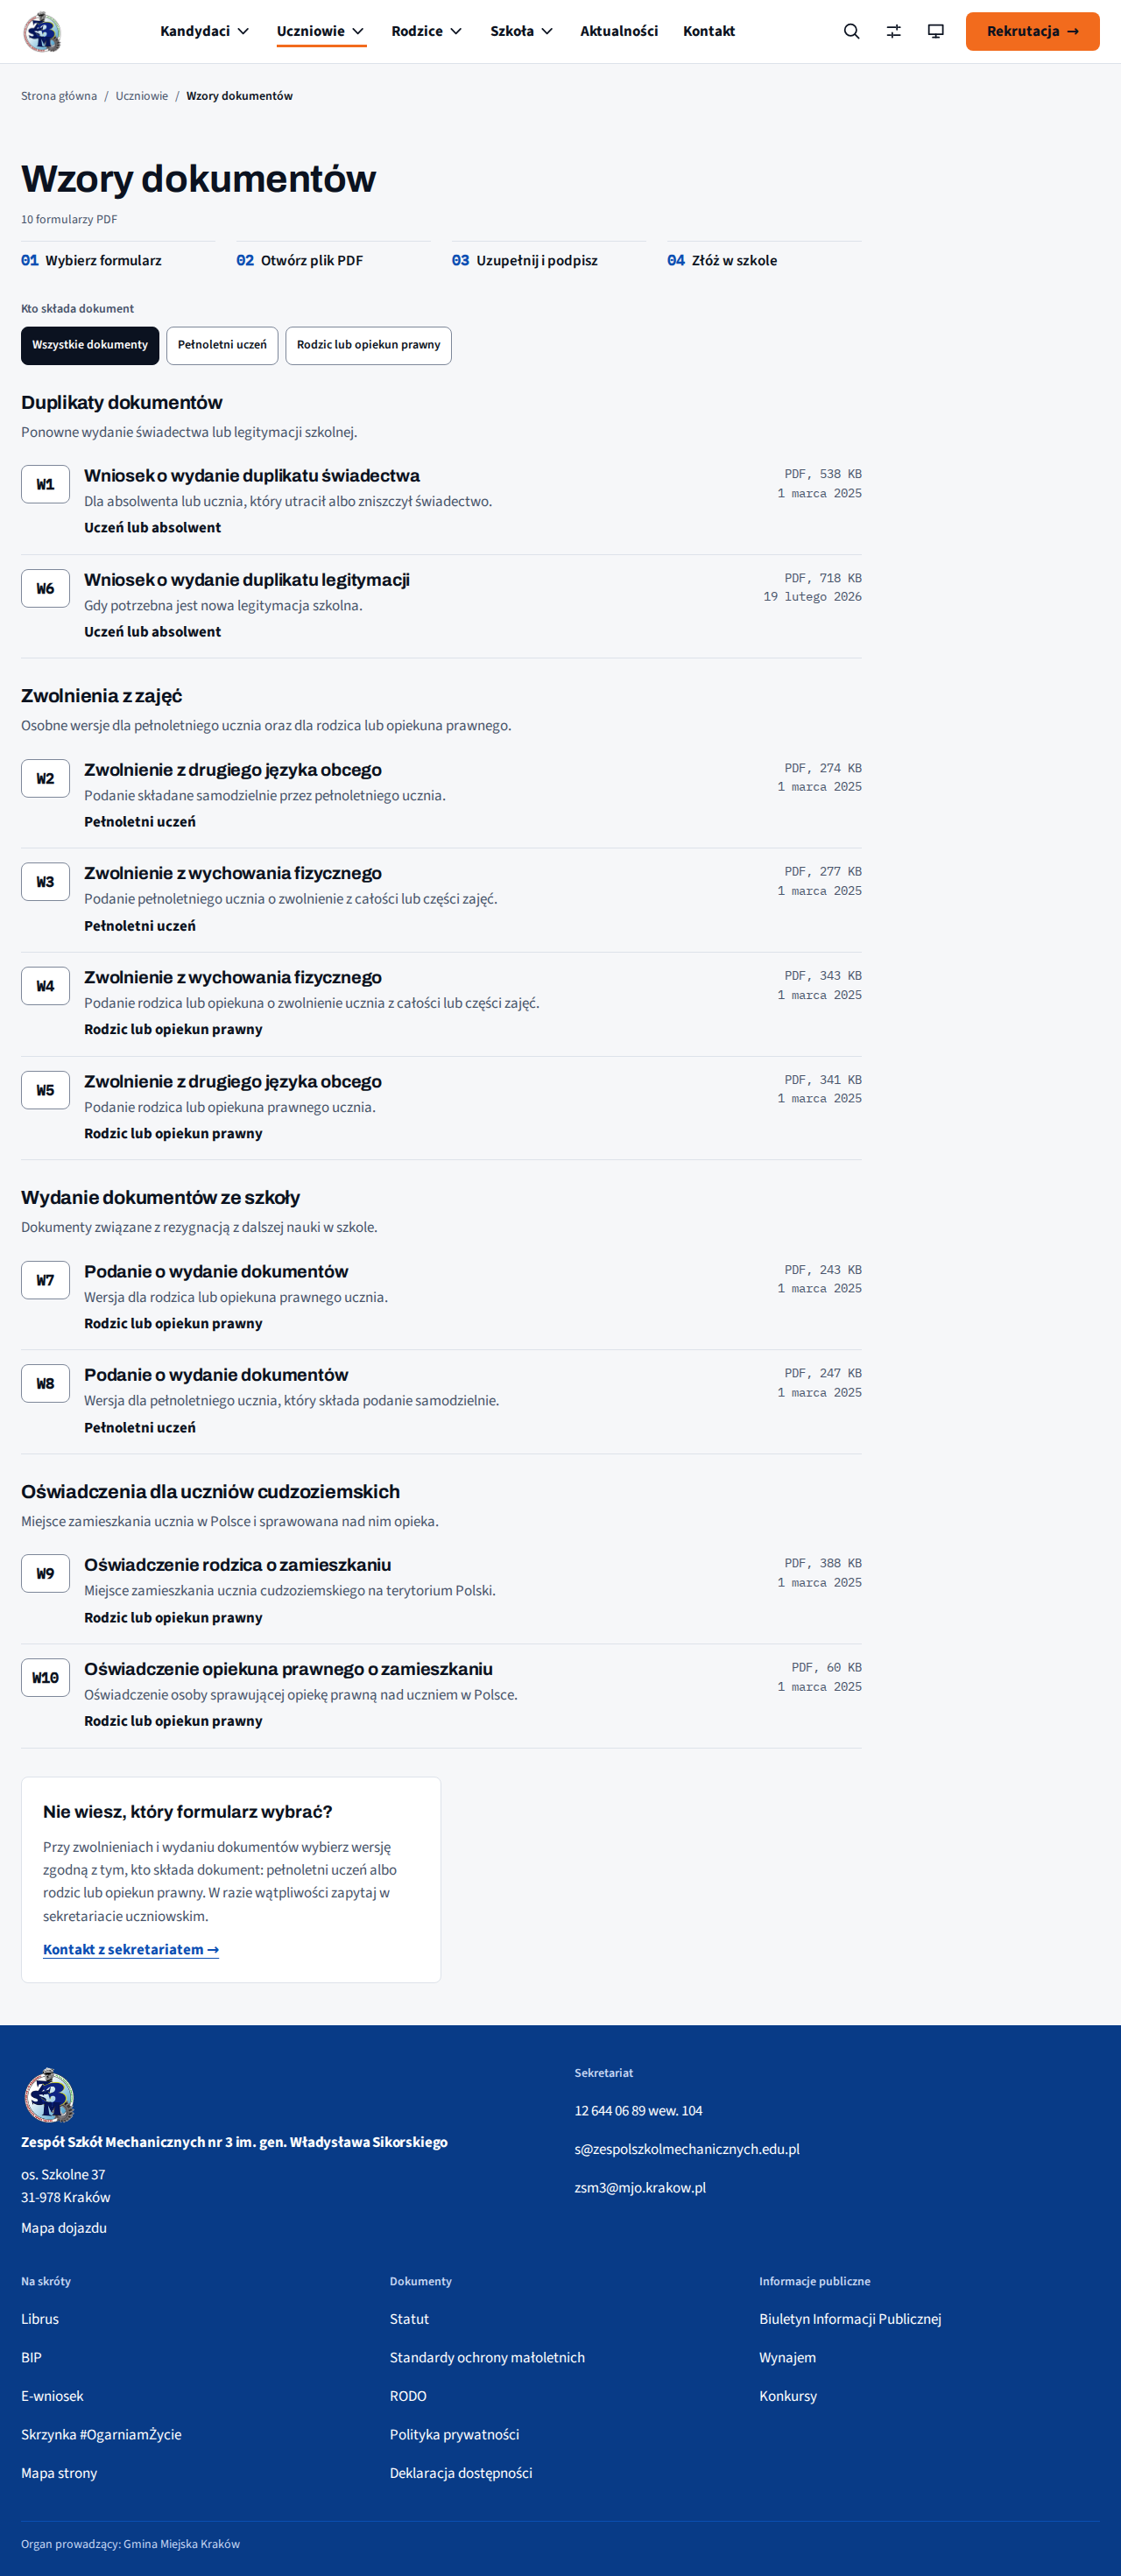 Kandydaci
Uczniowie
Rodzice
Szkoła
Aktualności
Kontakt
Rekrutacja →
Strona główna / Uczniowie / Wzory dokumentów
Wzory dokumentów
10 formularzy PDF
01 Wybierz formularz
02 Otwórz plik PDF
03 Uzupełnij i podpisz
04 Złóż w szkole
Kto składa dokument
Wszystkie dokumenty
Pełnoletni uczeń
Rodzic lub opiekun prawny
Duplikaty dokumentów
Ponowne wydanie świadectwa lub legitymacji szkolnej.
W1
Wniosek o wydanie duplikatu świadectwa
Dla absolwenta lub ucznia, który utracił albo zniszczył świadectwo.
Uczeń lub absolwent
PDF, 538 KB
1 marca 2025
W6
Wniosek o wydanie duplikatu legitymacji
Gdy potrzebna jest nowa legitymacja szkolna.
Uczeń lub absolwent
PDF, 718 KB
19 lutego 2026
Zwolnienia z zajęć
Osobne wersje dla pełnoletniego ucznia oraz dla rodzica lub opiekuna prawnego.
W2
Zwolnienie z drugiego języka obcego
Podanie składane samodzielnie przez pełnoletniego ucznia.
Pełnoletni uczeń
PDF, 274 KB
1 marca 2025
W3
Zwolnienie z wychowania fizycznego
Podanie pełnoletniego ucznia o zwolnienie z całości lub części zajęć.
Pełnoletni uczeń
PDF, 277 KB
1 marca 2025
W4
Zwolnienie z wychowania fizycznego
Podanie rodzica lub opiekuna o zwolnienie ucznia z całości lub części zajęć.
Rodzic lub opiekun prawny
PDF, 343 KB
1 marca 2025
W5
Zwolnienie z drugiego języka obcego
Podanie rodzica lub opiekuna prawnego ucznia.
Rodzic lub opiekun prawny
PDF, 341 KB
1 marca 2025
Wydanie dokumentów ze szkoły
Dokumenty związane z rezygnacją z dalszej nauki w szkole.
W7
Podanie o wydanie dokumentów
Wersja dla rodzica lub opiekuna prawnego ucznia.
Rodzic lub opiekun prawny
PDF, 243 KB
1 marca 2025
W8
Podanie o wydanie dokumentów
Wersja dla pełnoletniego ucznia, który składa podanie samodzielnie.
Pełnoletni uczeń
PDF, 247 KB
1 marca 2025
Oświadczenia dla uczniów cudzoziemskich
Miejsce zamieszkania ucznia w Polsce i sprawowana nad nim opieka.
W9
Oświadczenie rodzica o zamieszkaniu
Miejsce zamieszkania ucznia cudzoziemskiego na terytorium Polski.
Rodzic lub opiekun prawny
PDF, 388 KB
1 marca 2025
W10
Oświadczenie opiekuna prawnego o zamieszkaniu
Oświadczenie osoby sprawującej opiekę prawną nad uczniem w Polsce.
Rodzic lub opiekun prawny
PDF, 60 KB
1 marca 2025
Nie wiesz, który formularz wybrać?
Przy zwolnieniach i wydaniu dokumentów wybierz wersję
zgodną z tym, kto składa dokument: pełnoletni uczeń albo
rodzic lub opiekun prawny. W razie wątpliwości zapytaj w
sekretariacie uczniowskim.
Kontakt z sekretariatem →
Zespół Szkół Mechanicznych nr 3 im. gen. Władysława Sikorskiego
os. Szkolne 37
31-978 Kraków
Mapa dojazdu
Sekretariat
12 644 06 89 wew. 104
s@zespolszkolmechanicznych.edu.pl
zsm3@mjo.krakow.pl
Na skróty
Librus
BIP
E-wniosek
Skrzynka #OgarniamŻycie
Mapa strony
Dokumenty
Statut
Standardy ochrony małoletnich
RODO
Polityka prywatności
Deklaracja dostępności
Informacje publiczne
Biuletyn Informacji Publicznej
Wynajem
Konkursy
Organ prowadzący: Gmina Miejska Kraków